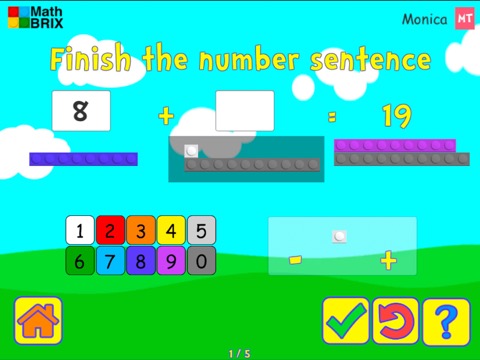 Math
BRIX
Monica MT
Finish the number sentence
8 + = 19
1 2 3 4 5
6 7 8 9 0
- +
?
1 / 5